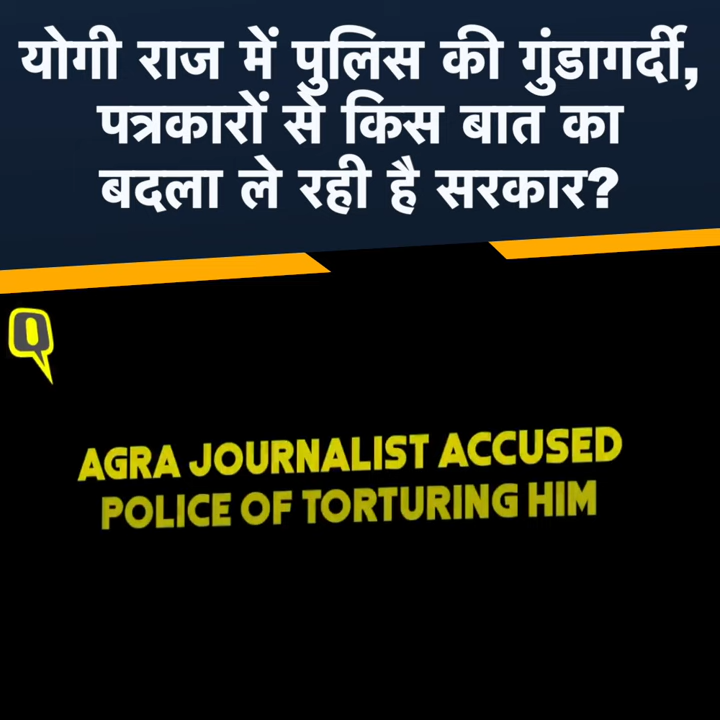 योगी राज में पुलिस की गुंडागर्दी,
पत्रकारों से किस बात का
बदला ले रही है सरकार?
Q
AGRA JOURNALIST ACCUSED
POLICE OF TORTURING HIM